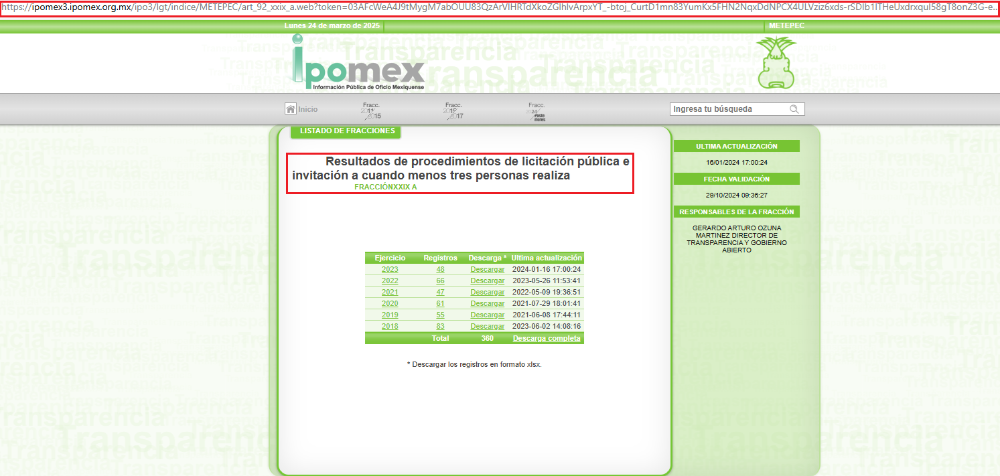 https://ipomex3.ipomex.org.mx/ipo3/lgt/indice/METEPEC/art_92_xxix_a.web?token=
Lunes 24 de marzo de 2025
METEPEC
ipomex
Información Pública de Oficio Mexiquense
Inicio
Fracc.
Fracc.
Fracc.
2015
2017
2024
Ingresa tu búsqueda
LISTADO DE FRACCIONES
Resultados de procedimientos de licitación pública e
invitación a cuando menos tres personas realiza
FRACCIÓNXXIX A
Ejercicio Registros Descarga * Ultima actualización
2023 48 Descargar 2024-01-16 17:00:24
2022 66 Descargar 2023-05-26 11:53:41
2021 47 Descargar 2022-05-09 19:36:51
2020 61 Descargar 2021-07-29 18:01:41
2019 55 Descargar 2021-06-08 17:44:11
2018 83 Descargar 2023-06-02 14:08:16
Total 360 Descarga completa
* Descargar los registros en formato xlsx.
ULTIMA ACTUALIZACIÓN
16/01/2024 17:00:24
FECHA VALIDACIÓN
29/10/2024 09:36:27
RESPONSABLES DE LA FRACCIÓN
GERARDO ARTURO OZUNA
MARTINEZ DIRECTOR DE
TRANSPARENCIA Y GOBIERNO
ABIERTO
Transparencia